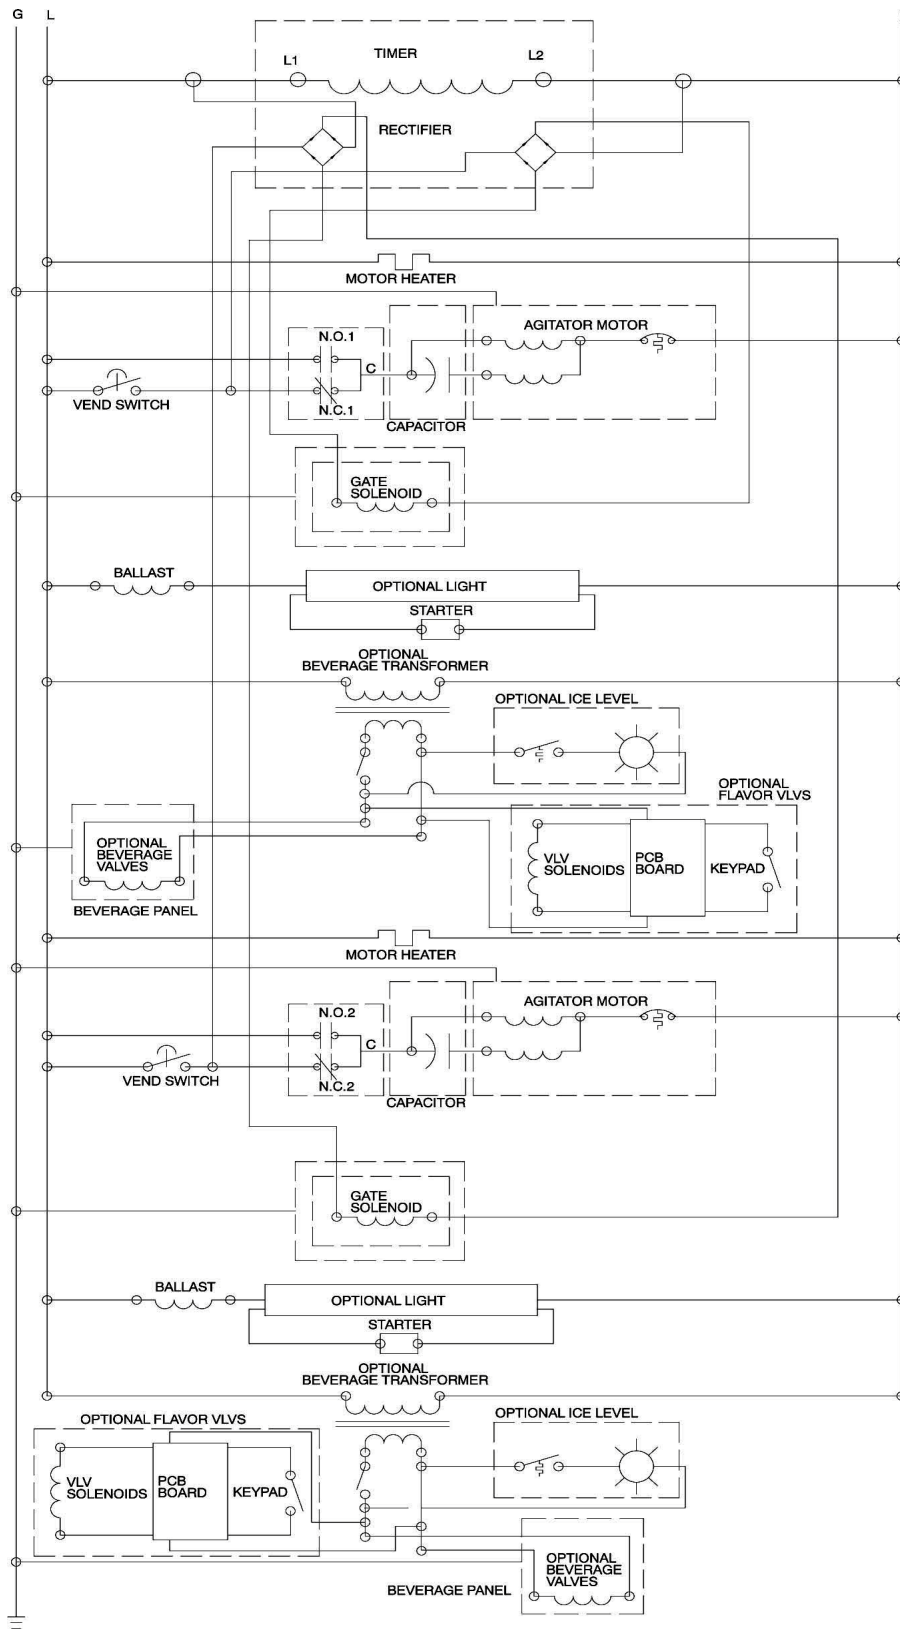 G L
TIMER
L1 L2
RECTIFIER
MOTOR HEATER
AGITATOR MOTOR
N.O.1
C
VEND SWITCH
N.C.1
CAPACITOR
GATE
SOLENOID
BALLAST
OPTIONAL LIGHT
STARTER
OPTIONAL
BEVERAGE TRANSFORMER
OPTIONAL ICE LEVEL
OPTIONAL
FLAVOR VLVS
OPTIONAL
BEVERAGE
VALVES
VLV
SOLENOIDS
PCB
BOARD
KEYPAD
BEVERAGE PANEL
MOTOR HEATER
AGITATOR MOTOR
N.O.2
C
VEND SWITCH
N.C.2
CAPACITOR
GATE
SOLENOID
BALLAST
OPTIONAL LIGHT
STARTER
OPTIONAL
BEVERAGE TRANSFORMER
OPTIONAL FLAVOR VLVS
OPTIONAL ICE LEVEL
VLV
SOLENOIDS
PCB
BOARD
KEYPAD
OPTIONAL
BEVERAGE
VALVES
BEVERAGE PANEL